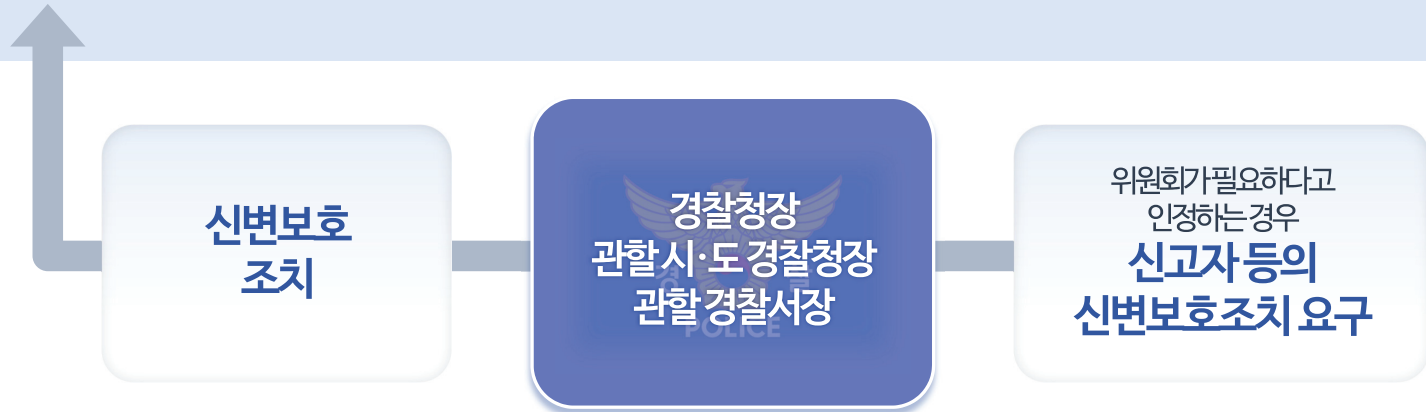 신변보호
조치
경찰청장
관할 시·도 경찰청장
관할 경찰서장
POLICE
위원회가 필요하다고
인정하는 경우
신고자 등의
신변보호조치 요구